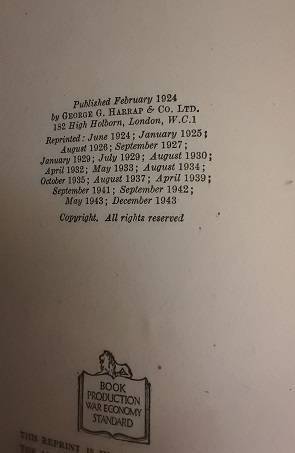 Published February 1924
by GEORGE G. HARRAP & CO. LTD.
182 High Holborn, London, W.C.1
Reprinted: June 1924; January 1925;
August 1926; September 1927;
January 1929; July 1929; August 1930;
April 1932; May 1933; August 1934;
October 1935; August 1937; April 1939;
September 1941; September 1942;
May 1943; December 1943
Copyright. All rights reserved
BOOK
PRODUCTION
WAR ECONOMY
STANDARD
THIS REPRINT IS